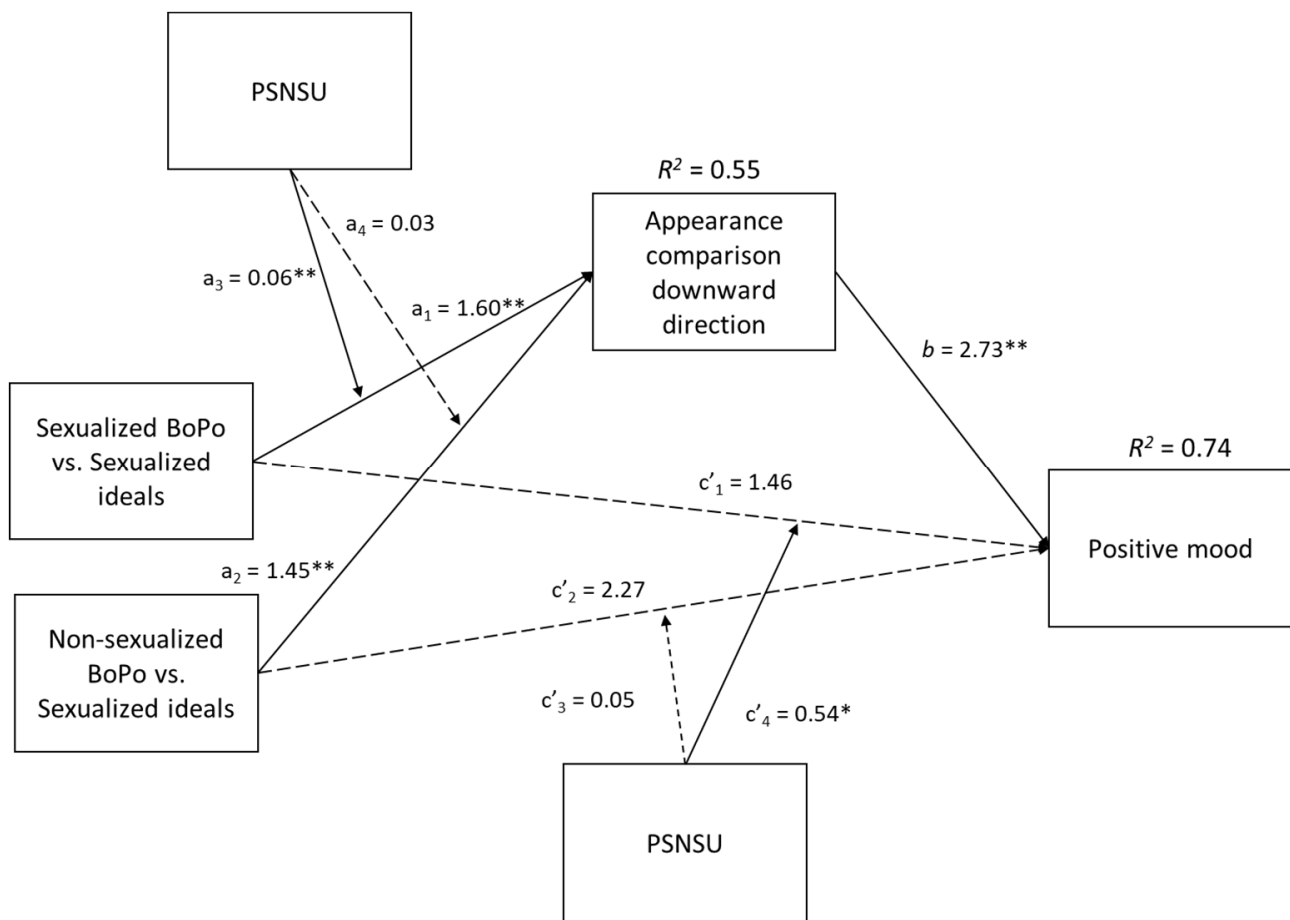 PSNSU
R² = 0.55
Appearance
comparison
downward
direction
a₄ = 0.03
a₃ = 0.06**
a₁ = 1.60**
b = 2.73**
Sexualized BoPo
vs. Sexualized
ideals
R² = 0.74
Positive mood
c’₁ = 1.46
a₂ = 1.45**
c’₂ = 2.27
Non-sexualized
BoPo vs.
Sexualized ideals
c’₃ = 0.05
c’₄ = 0.54*
PSNSU